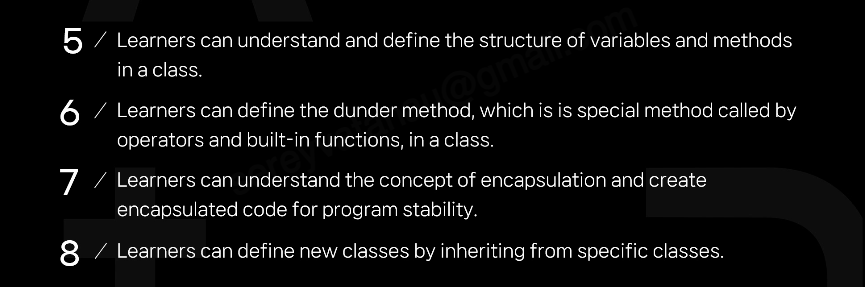 5 / Learners can understand and define the structure of variables and methods
in a class.
6 / Learners can define the dunder method, which is is special method called by
operators and built-in functions, in a class.
7 / Learners can understand the concept of encapsulation and create
encapsulated code for program stability.
8 / Learners can define new classes by inheriting from specific classes.